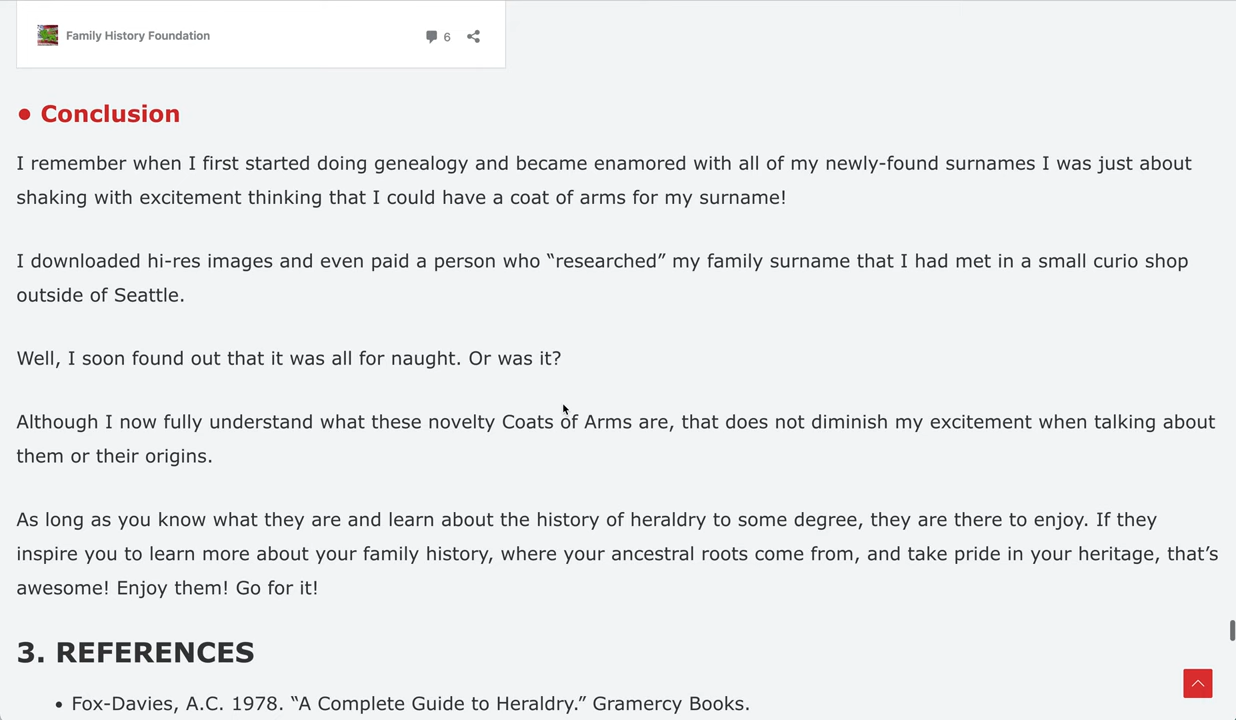 Family History Foundation 6
• Conclusion
I remember when I first started doing genealogy and became enamored with all of my newly-found surnames I was just about
shaking with excitement thinking that I could have a coat of arms for my surname!
I downloaded hi-res images and even paid a person who “researched” my family surname that I had met in a small curio shop
outside of Seattle.
Well, I soon found out that it was all for naught. Or was it?
Although I now fully understand what these novelty Coats of Arms are, that does not diminish my excitement when talking about
them or their origins.
As long as you know what they are and learn about the history of heraldry to some degree, they are there to enjoy. If they
inspire you to learn more about your family history, where your ancestral roots come from, and take pride in your heritage, that’s
awesome! Enjoy them! Go for it!
3. REFERENCES
• Fox-Davies, A.C. 1978. “A Complete Guide to Heraldry.” Gramercy Books.